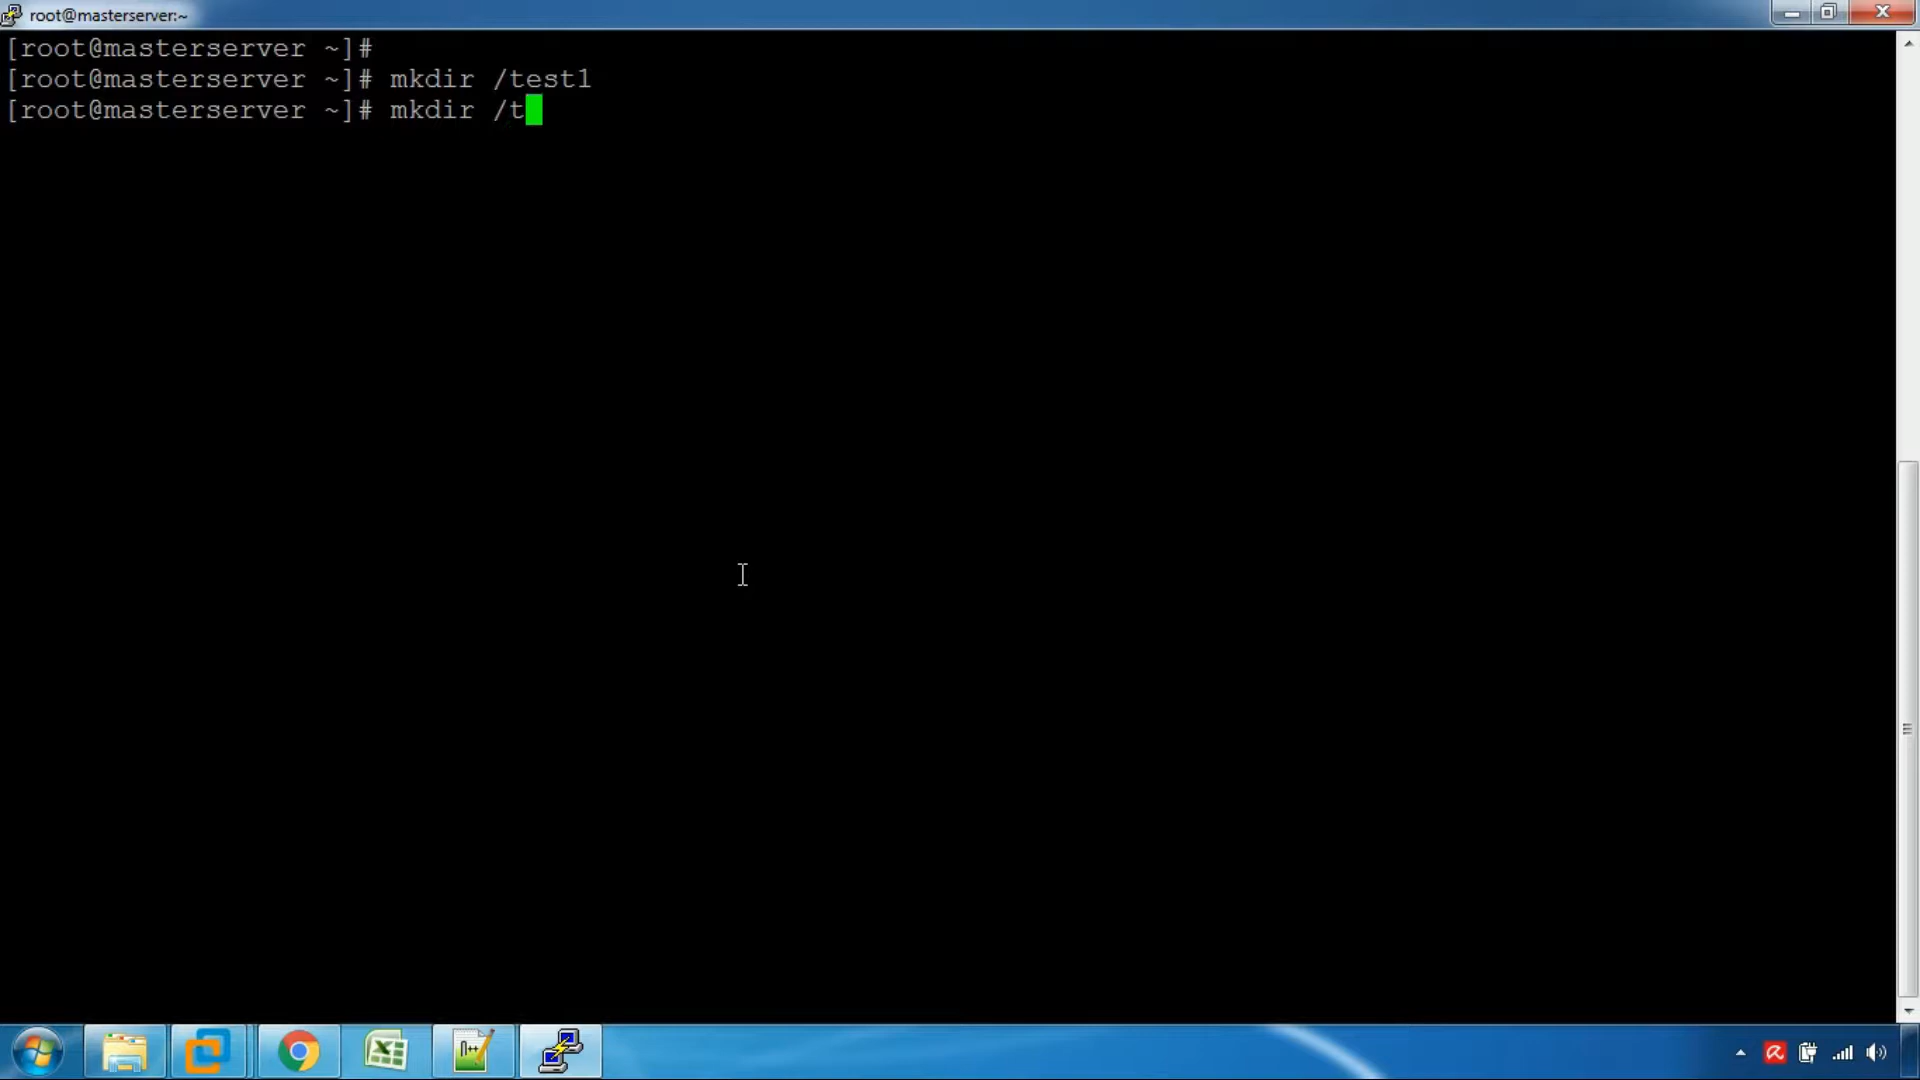 root@masterserver:~
[root@masterserver ~]#
[root@masterserver ~]# mkdir /test1
[root@masterserver ~]# mkdir /t